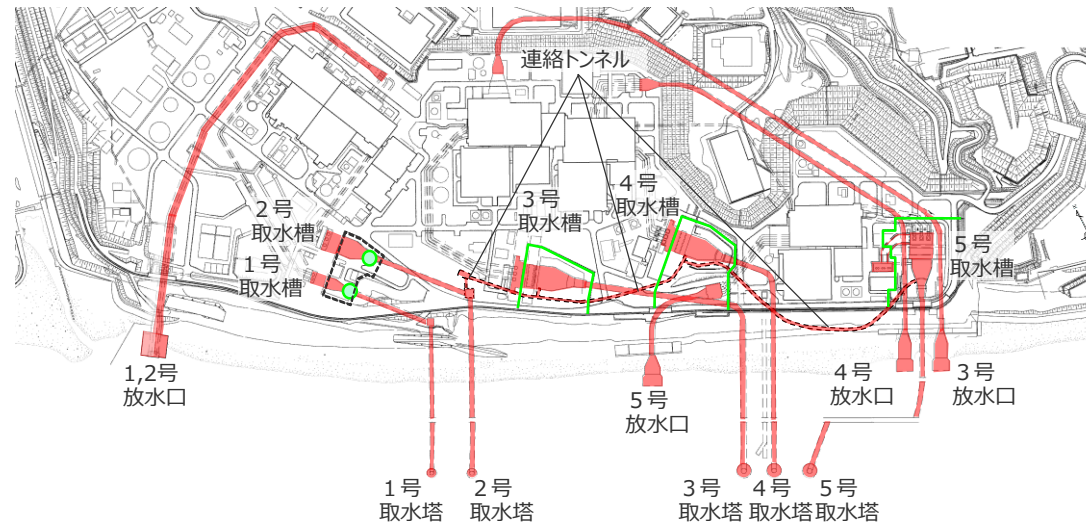 連絡トンネル
2号
取水槽
1号
取水槽
3号
取水槽
4号
取水槽
5号
取水槽
1,2号
放水口
5号
放水口
4号
放水口
3号
放水口
1号
取水塔
2号
取水塔
3号
取水塔
4号
取水塔
5号
取水塔